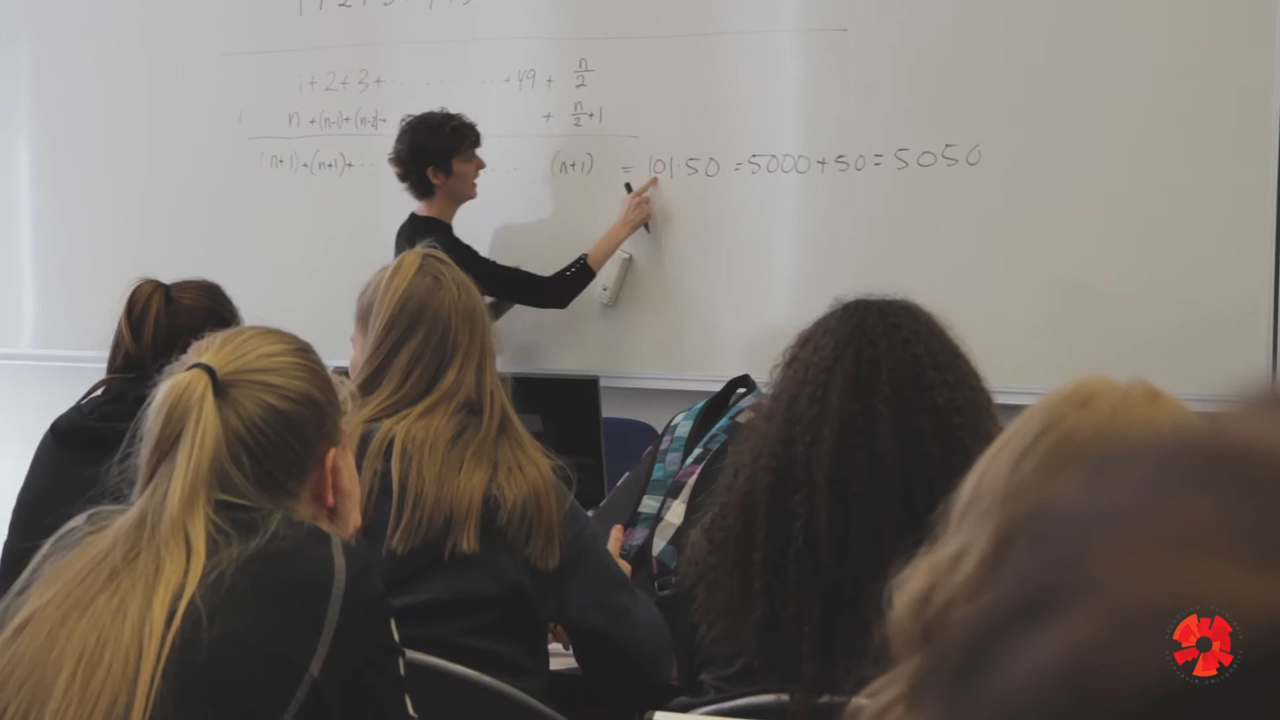 1+2+3+ . . . . . . +49+ n/2
n +(n-1)+(n-2)+ + n/2+1
(n+1)+(n+1)+ . . . . . . (n+1) = 101·50 = 5000+50 = 5050